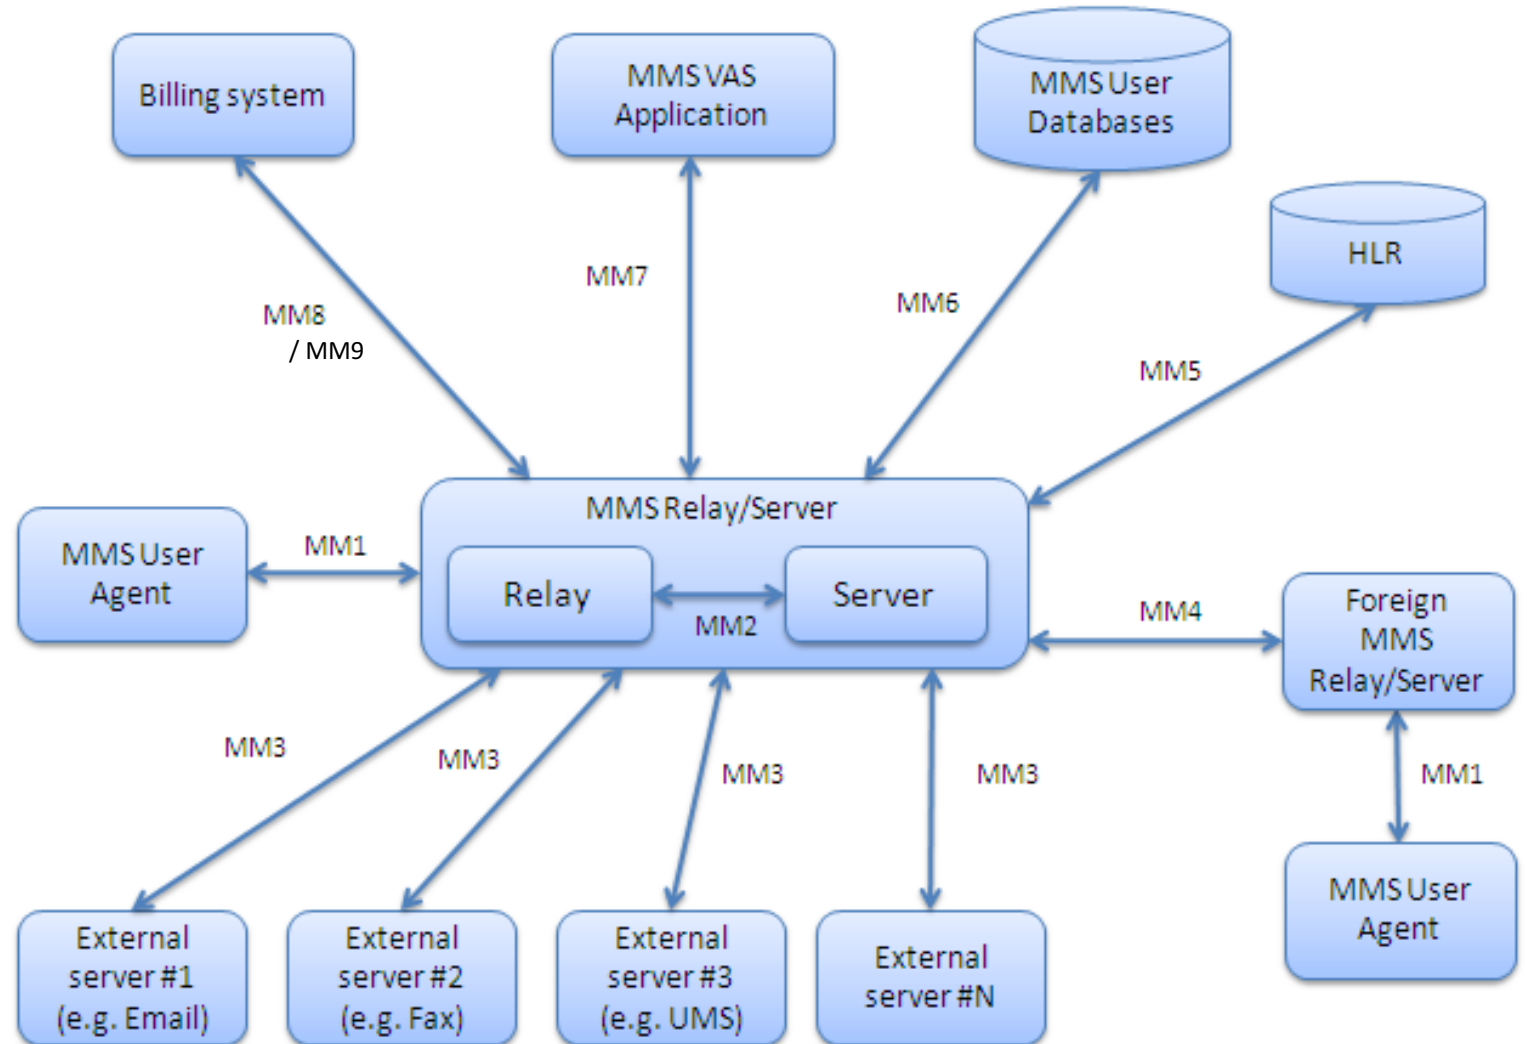 Billing system
MMS VAS
Application
MMS User
Databases
HLR
MM7
MM6
MM8
/ MM9
MM5
MMS Relay/Server
MMS User
Agent
MM1
Relay
MM2
Server
MM4
Foreign
MMS
Relay/Server
MM3
MM3
MM3
MM3
MM1
MMS User
Agent
External
server #1
(e.g. Email)
External
server #2
(e.g. Fax)
External
server #3
(e.g. UMS)
External
server #N